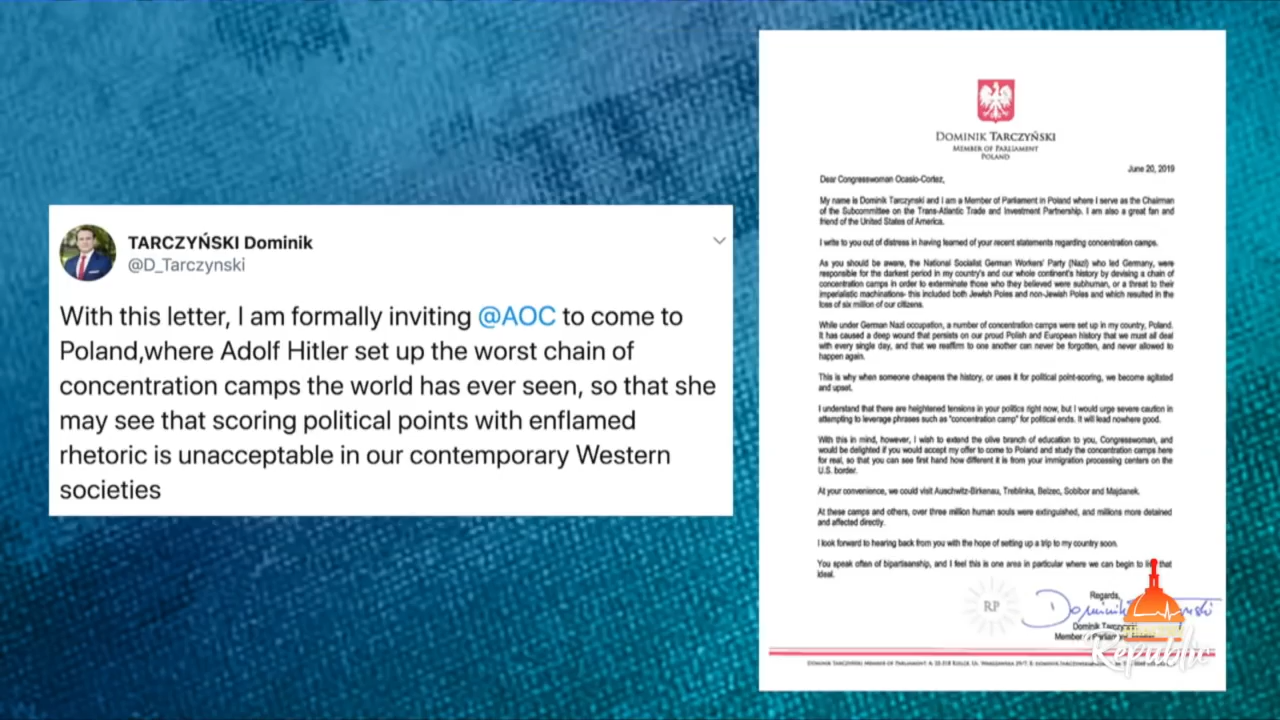 TARCZYŃSKI Dominik
@D_Tarczynski
With this letter, I am formally inviting @AOC to come to
Poland,where Adolf Hitler set up the worst chain of
concentration camps the world has ever seen, so that she
may see that scoring political points with enflamed
rhetoric is unacceptable in our contemporary Western
societies
DOMINIK TARCZYŃSKI
MEMBER OF PARLIAMENT
POLAND
June 20, 2019
Dear Congresswoman Ocasio-Cortez,
My name is Dominik Tarczynski and I am a Member of Parliament in Poland where I serve as the Chairman
of the Subcommittee on the Trans-Atlantic Trade and Investment Partnership. I am also a great fan and
friend of the United States of America.
I write to you out of distress in having learned of your recent statements regarding concentration camps.
As you should be aware, the National Socialist German Workers' Party (Nazi) who led Germany, were
responsible for the darkest period in my country's and our whole continent's history by devising a chain of
concentration camps in order to exterminate those who they believed were subhuman, or a threat to their
imperialistic machinations- this included both Jewish Poles and non-Jewish Poles and which resulted in the
loss of six million of our citizens.
While under German Nazi occupation, a number of concentration camps were set up in my country, Poland.
It has caused a deep wound that persists on our proud Polish and European history that we must all deal
with every single day, and that we reaffirm to one another can never be forgotten, and never allowed to
happen again.
This is why when someone cheapens the history, or uses it for political point-scoring, we become agitated
and upset.
I understand that there are heightened tensions in your politics right now, but I would urge severe caution in
attempting to leverage phrases such as "concentration camp" for political ends. It will lead nowhere good.
With this in mind, however, I wish to extend the olive branch of education to you, Congresswoman, and
would be delighted if you would accept my offer to come to Poland and study the concentration camps here
for real, so that you can see first hand how different it is from your immigration processing centers on the
U.S. border.
At your convenience, we could visit Auschwitz-Birkenau, Treblinka, Belzec, Sobibor and Majdanek.
At these camps and others, over three million human souls were extinguished, and millions more detained
and affected directly.
I look forward to hearing back from you with the hope of setting up a trip to my country soon.
You speak often of bipartisanship, and I feel this is one area in particular where we can begin to that
ideal.
Regards,
RP
Dominik
Dominik
Member
Republic
DOMINIK TARCZYŃSKI MEMBER OF PARLIAMENT